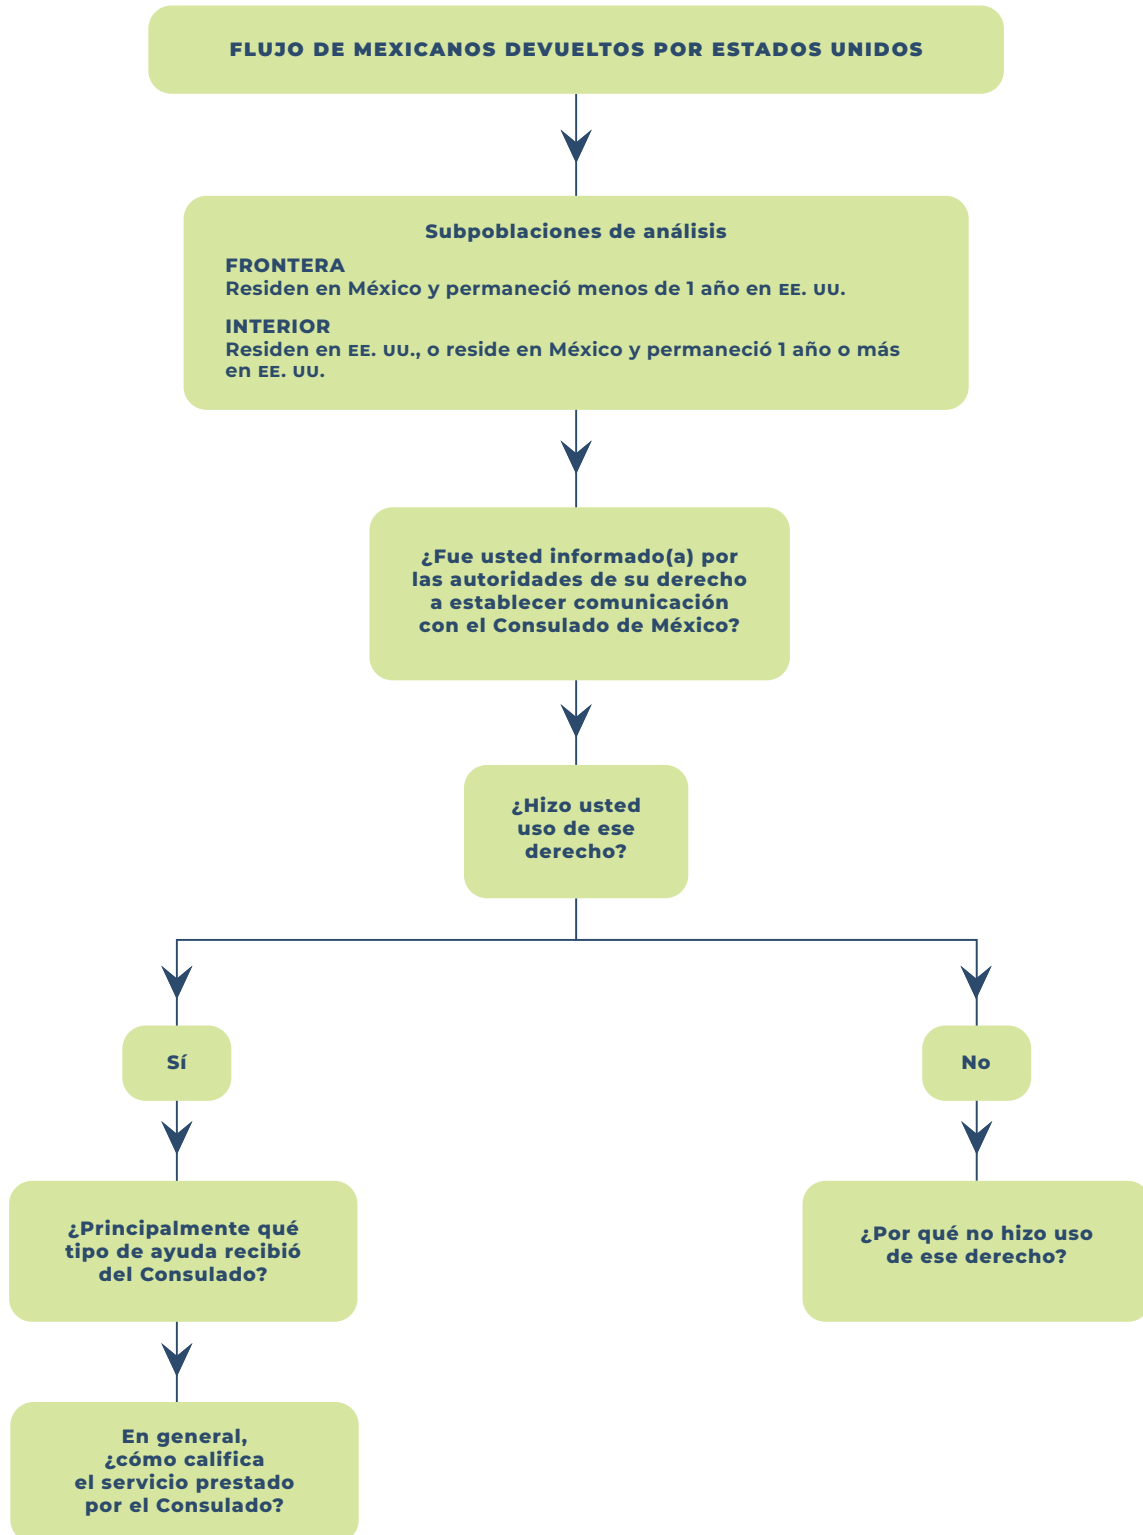 FLUJO DE MEXICANOS DEVUELTOS POR ESTADOS UNIDOS
Subpoblaciones de análisis
FRONTERA
Residen en México y permaneció menos de 1 año en EE. UU.
INTERIOR
Residen en EE. UU., o reside en México y permaneció 1 año o más
en EE. UU.
¿Fue usted informado(a) por
las autoridades de su derecho
a establecer comunicación
con el Consulado de México?
¿Hizo usted
uso de ese
derecho?
Sí
No
¿Principalmente qué
tipo de ayuda recibió
del Consulado?
¿Por qué no hizo uso
de ese derecho?
En general,
¿cómo califica
el servicio prestado
por el Consulado?